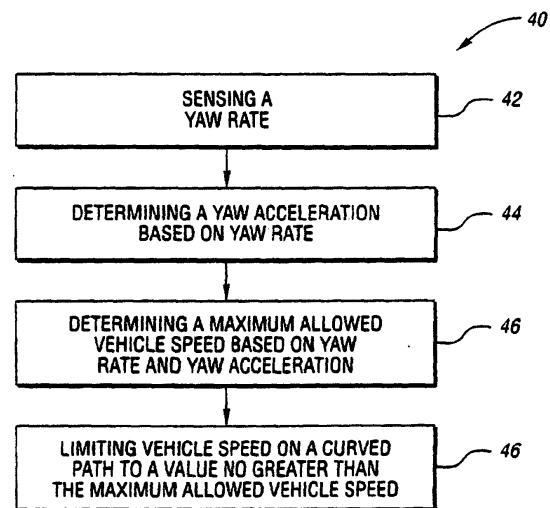 40
SENSING A
YAW RATE
42
DETERMINING A YAW ACCELERATION
BASED ON YAW RATE
44
DETERMINING A MAXIMUM ALLOWED
VEHICLE SPEED BASED ON YAW
RATE AND YAW ACCELERATION
46
LIMITING VEHICLE SPEED ON A CURVED
PATH TO A VALUE NO GREATER THAN
THE MAXIMUM ALLOWED VEHICLE SPEED
46